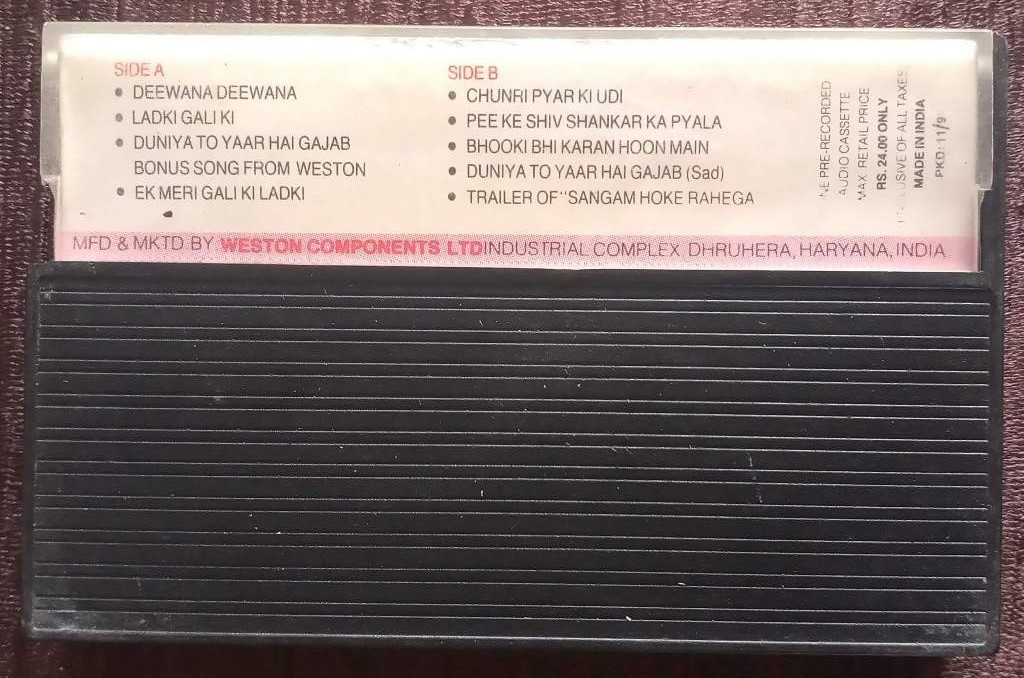 SIDE A
• DEEWANA DEEWANA
• LADKI GALI KI
• DUNIYA TO YAAR HAI GAJAB
BONUS SONG FROM WESTON
• EK MERI GALI KI LADKI
SIDE B
• CHUNRI PYAR KI UDI
• PEE KE SHIV SHANKAR KA PYALA
• BHOOKI BHI KARAN HOON MAIN
• DUNIYA TO YAAR HAI GAJAB (Sad)
• TRAILER OF "SANGAM HOKE RAHEGA
PRE-RECORDED
AUDIO CASSETTE
MAX. RETAIL PRICE
RS. 24.00 ONLY
OF ALL TAXES
MADE IN INDIA
PKD: 11/9
MFD & MKTD BY WESTON COMPONENTS LTD INDUSTRIAL COMPLEX DHRUHERA, HARYANA, INDIA